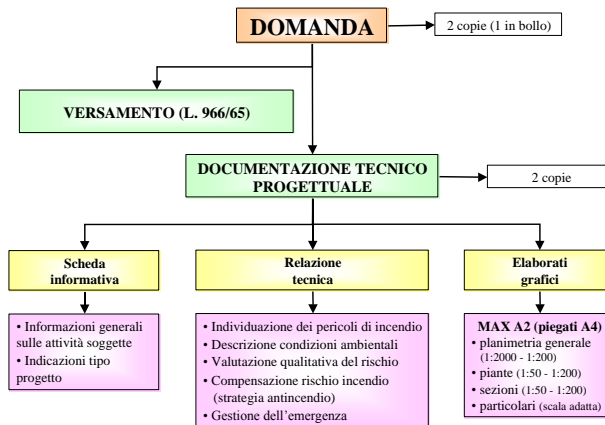 DOMANDA
2 copie (1 in bollo)
VERSAMENTO (L. 966/65)
DOCUMENTAZIONE TECNICO
PROGETTUALE
2 copie
Scheda
informativa
Relazione
tecnica
Elaborati
grafici
• Informazioni generali
sulle attività soggette
• Indicazioni tipo
progetto
• Individuazione dei pericoli di incendio
• Descrizione condizioni ambientali
• Valutazione qualitativa del rischio
• Compensazione rischio incendio
(strategia antincendio)
• Gestione dell’emergenza
MAX A2 (piegati A4)
• planimetria generale
(1:2000 - 1:200)
• piante (1:50 - 1:200)
• sezioni (1:50 - 1:200)
• particolari (scala adatta)